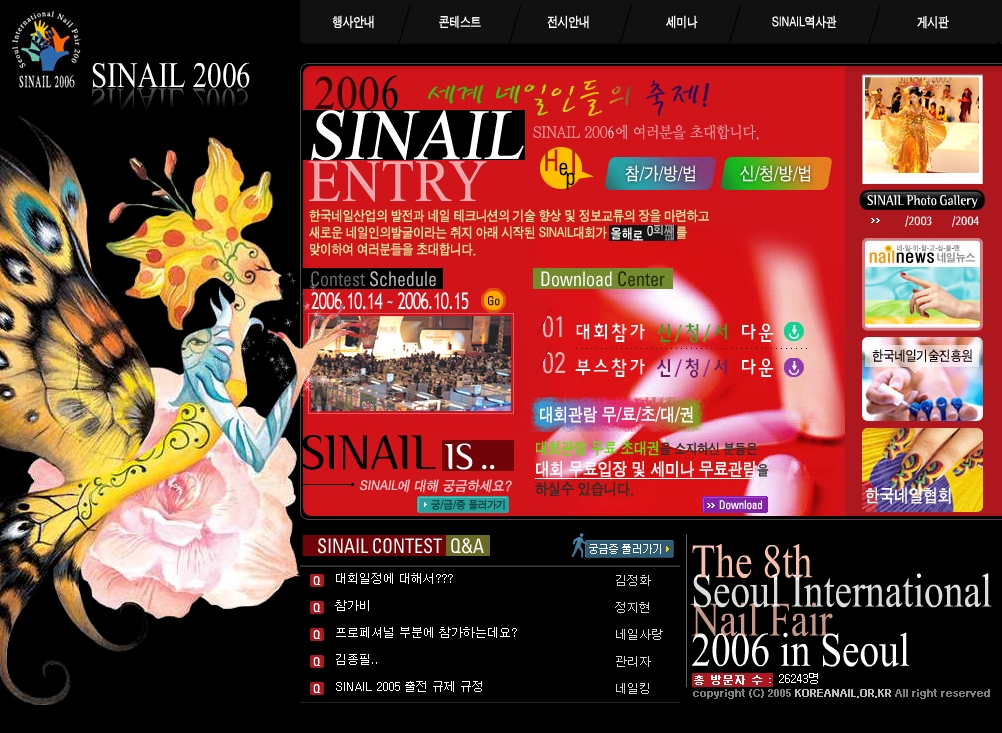 행사안내 콘테스트 전시안내 세미나 SINAIL역사관 게시판
Seoul International Nail Fair 200
SINAIL 2006
SINAIL 2006
2006 세계 네일인들의 축제!
SINAIL
ENTRY
SINAIL 2006에 여러분을 초대합니다.
Help
참/가/방/법 신/청/방/법
한국네일산업의 발전과 네일 테크니션의 기술 향상 및 정보교류의 장을 마련하고
새로운 네일인의발굴이라는 취지 아래 시작된 SINAIL대회가 올해로 를
맞이하여 여러분들을 초대합니다.
Contest Schedule
2006.10.14 ~ 2006.10.15 Go
Download Center
01 대회참가 신/청/서 다운
02 부스참가 신/청/서 다운
대회관람 무/료/초/대/권
대회관람 무료 초대권을 소지하신 분들은
대회 무료입장 및 세미나 무료관람을
하실수 있습니다.
>> Download
SINAIL IS ..
SINAIL에 대해 궁금하세요?
궁/금/증 풀러가기
SINAIL Photo Gallery
>> /2003 /2004
네·일·이·알·고·싶·을·땐
nailnews 네일뉴스
한국네일기술진흥원
한국네일협회
SINAIL CONTEST Q&A
궁금증 풀러가기
Q 대회일정에 대해서??? 김정화
Q 참가비 정지현
Q 프로페셔널 부분에 참가하는데요? 네일사랑
Q 김종필.. 관리자
Q SINAIL 2005 출전 규제 규정 네일킹
The 8th
Seoul International
Nail Fair
2006 in Seoul
총 방문자 수 : 26243명
copyright (C) 2005 KOREANAIL,OR,KR All right reserved